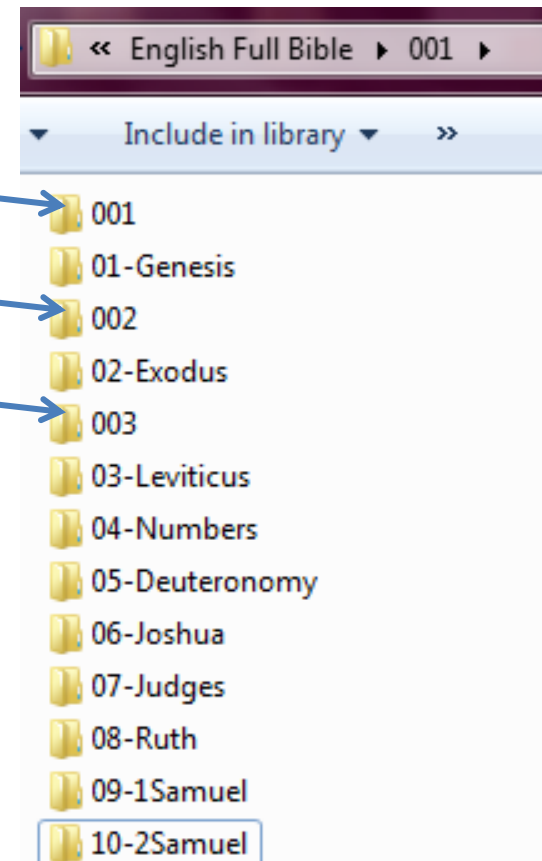 « English Full Bible ▸ 001 ▸
Include in library ▾ »
001
01-Genesis
002
02-Exodus
003
03-Leviticus
04-Numbers
05-Deuteronomy
06-Joshua
07-Judges
08-Ruth
09-1Samuel
10-2Samuel